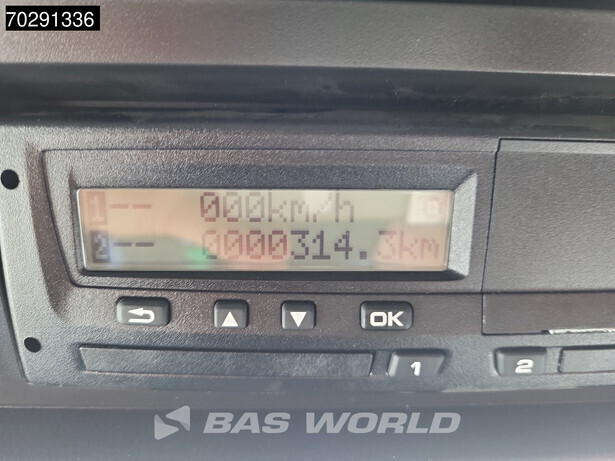 70291336
1-- 000km/h
2-- 0000314.3km
OK
1
2
BAS WORLD